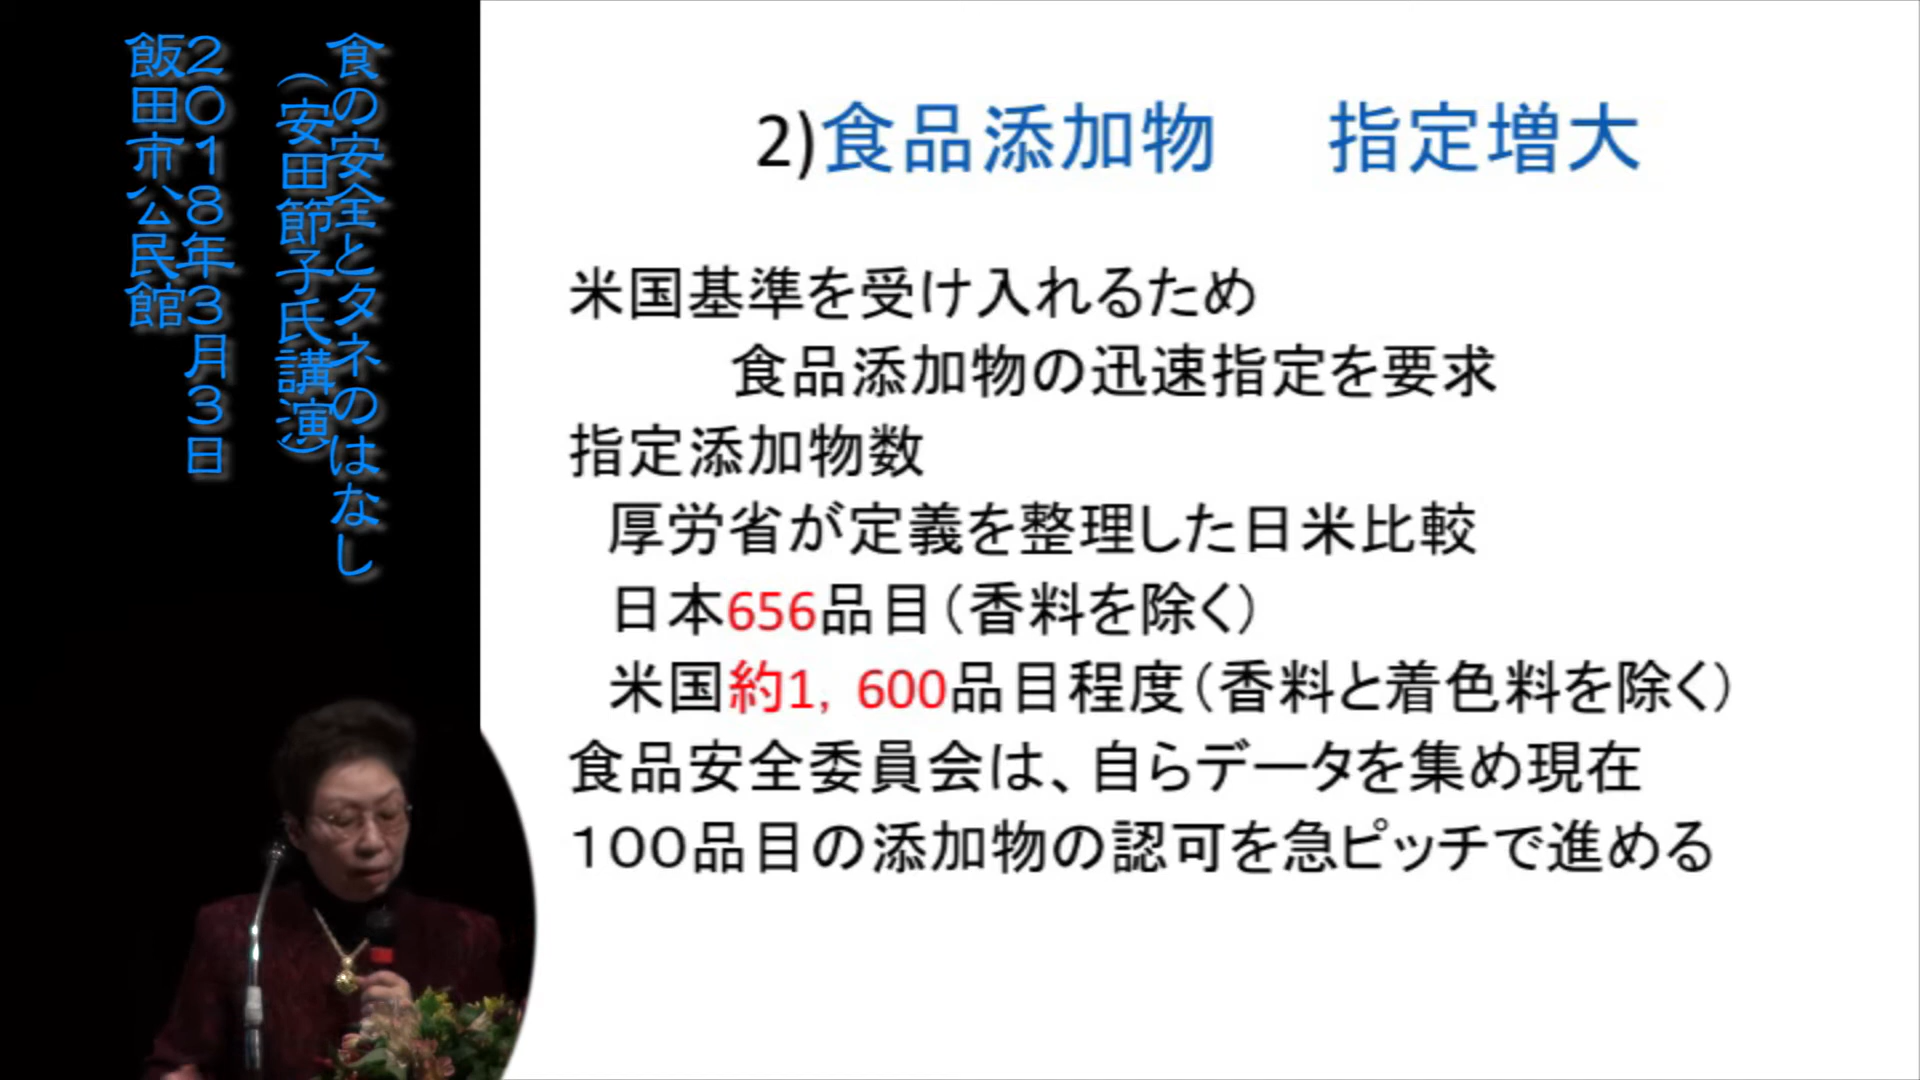 食の安全とタネのはなし
（安田節子氏講演）
２０１８年３月３日
飯田市公民館
2)食品添加物　指定増大
米国基準を受け入れるため
食品添加物の迅速指定を要求
指定添加物数
厚労省が定義を整理した日米比較
日本656品目（香料を除く）
米国約1，600品目程度（香料と着色料を除く）
食品安全委員会は、自らデータを集め現在
１００品目の添加物の認可を急ピッチで進める